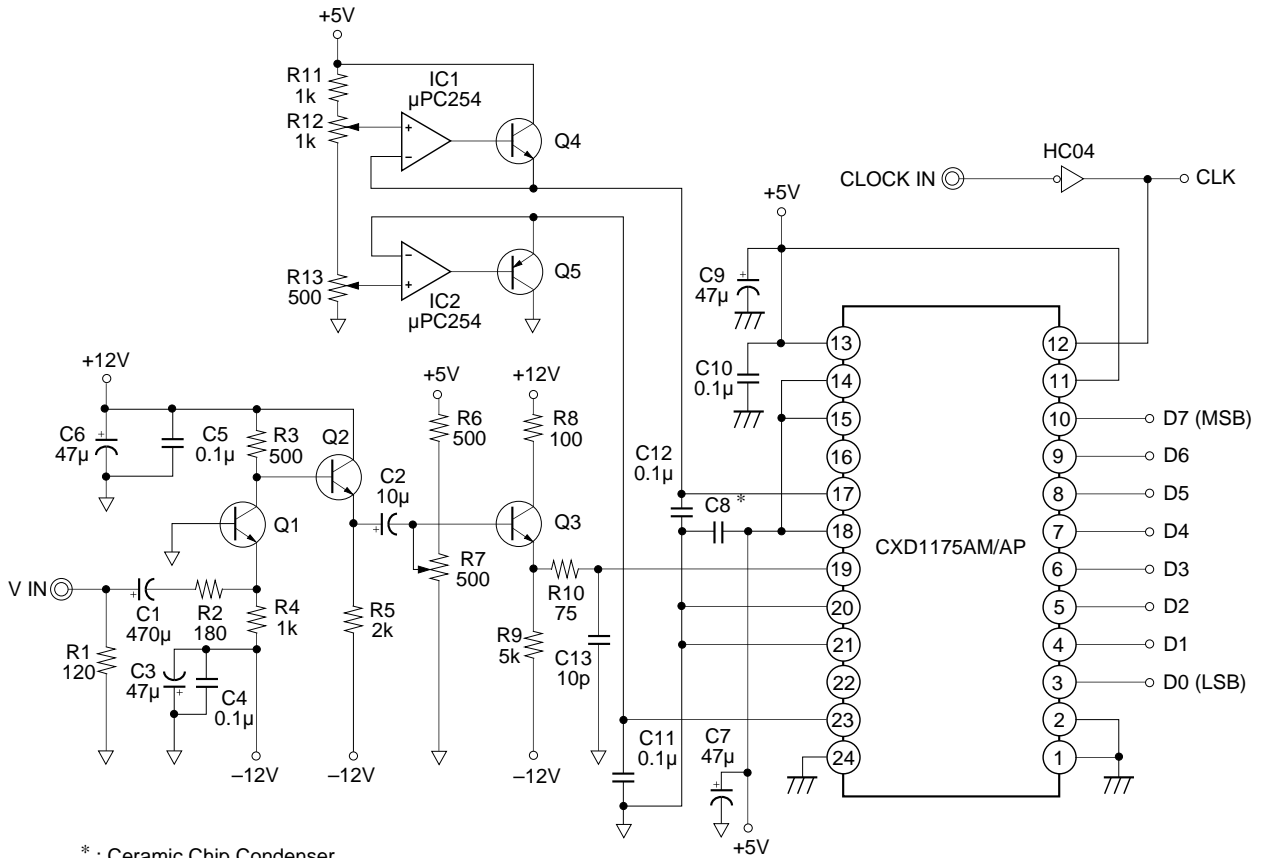 +5V
R11
1k
R12
1k
IC1
µPC254
Q4
R13
500
IC2
µPC254
Q5
HC04
CLOCK IN
CLK
+5V
C9
47µ
C10
0.1µ
+12V
C6
47µ
C5
0.1µ
R3
500
Q2
C2
10µ
+5V
R6
500
+12V
R8
100
Q1
Q3
R7
500
V IN
C1
470µ
R2
180
R4
1k
R5
2k
R10
75
R9
5k
C13
10p
R1
120
C3
47µ
C4
0.1µ
–12V
–12V
–12V
C12
0.1µ
C8 *
C11
0.1µ
C7
47µ
+5V
CXD1175AM/AP
13
14
15
16
17
18
19
20
21
22
23
24
12
11
10
9
8
7
6
5
4
3
2
1
D7 (MSB)
D6
D5
D4
D3
D2
D1
D0 (LSB)
* : Ceramic Chip Condenser